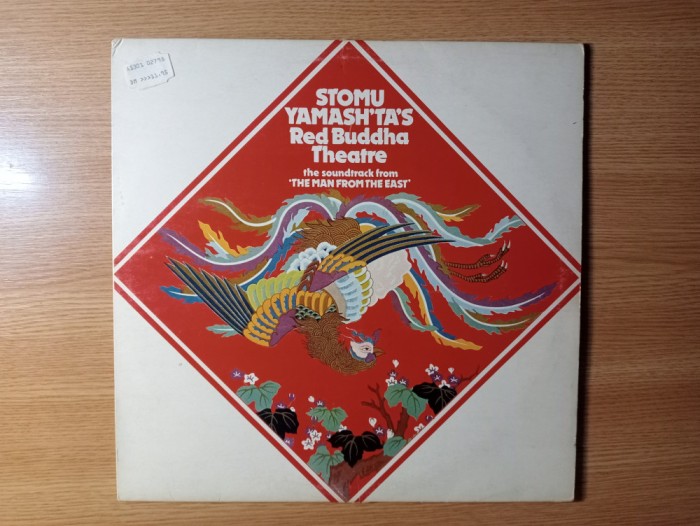 STOMU
YAMASH'TA'S
Red Buddha
Theatre
the soundtrack from
'THE MAN FROM THE EAST'